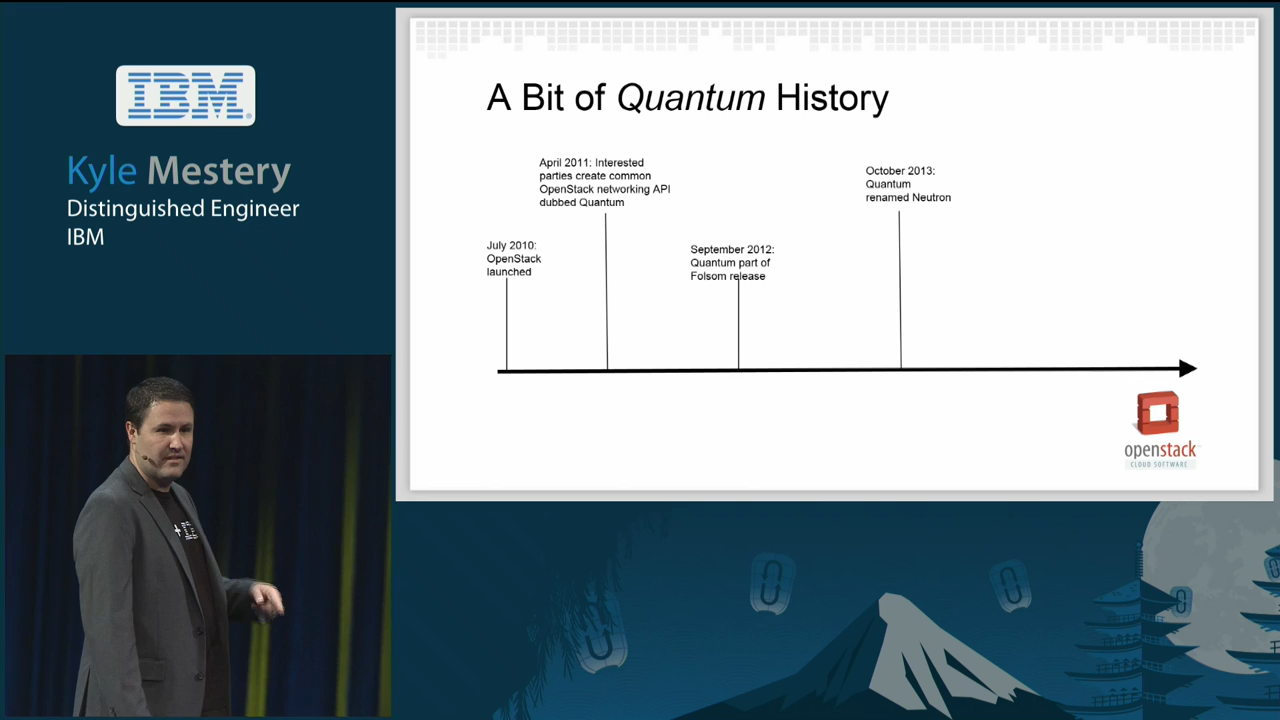 IBM
Kyle Mestery
Distinguished Engineer
IBM
A Bit of Quantum History
April 2011: Interested
parties create common
OpenStack networking API
dubbed Quantum
October 2013:
Quantum
renamed Neutron
July 2010:
OpenStack
launched
September 2012:
Quantum part of
Folsom release
openstack
CLOUD SOFTWARE